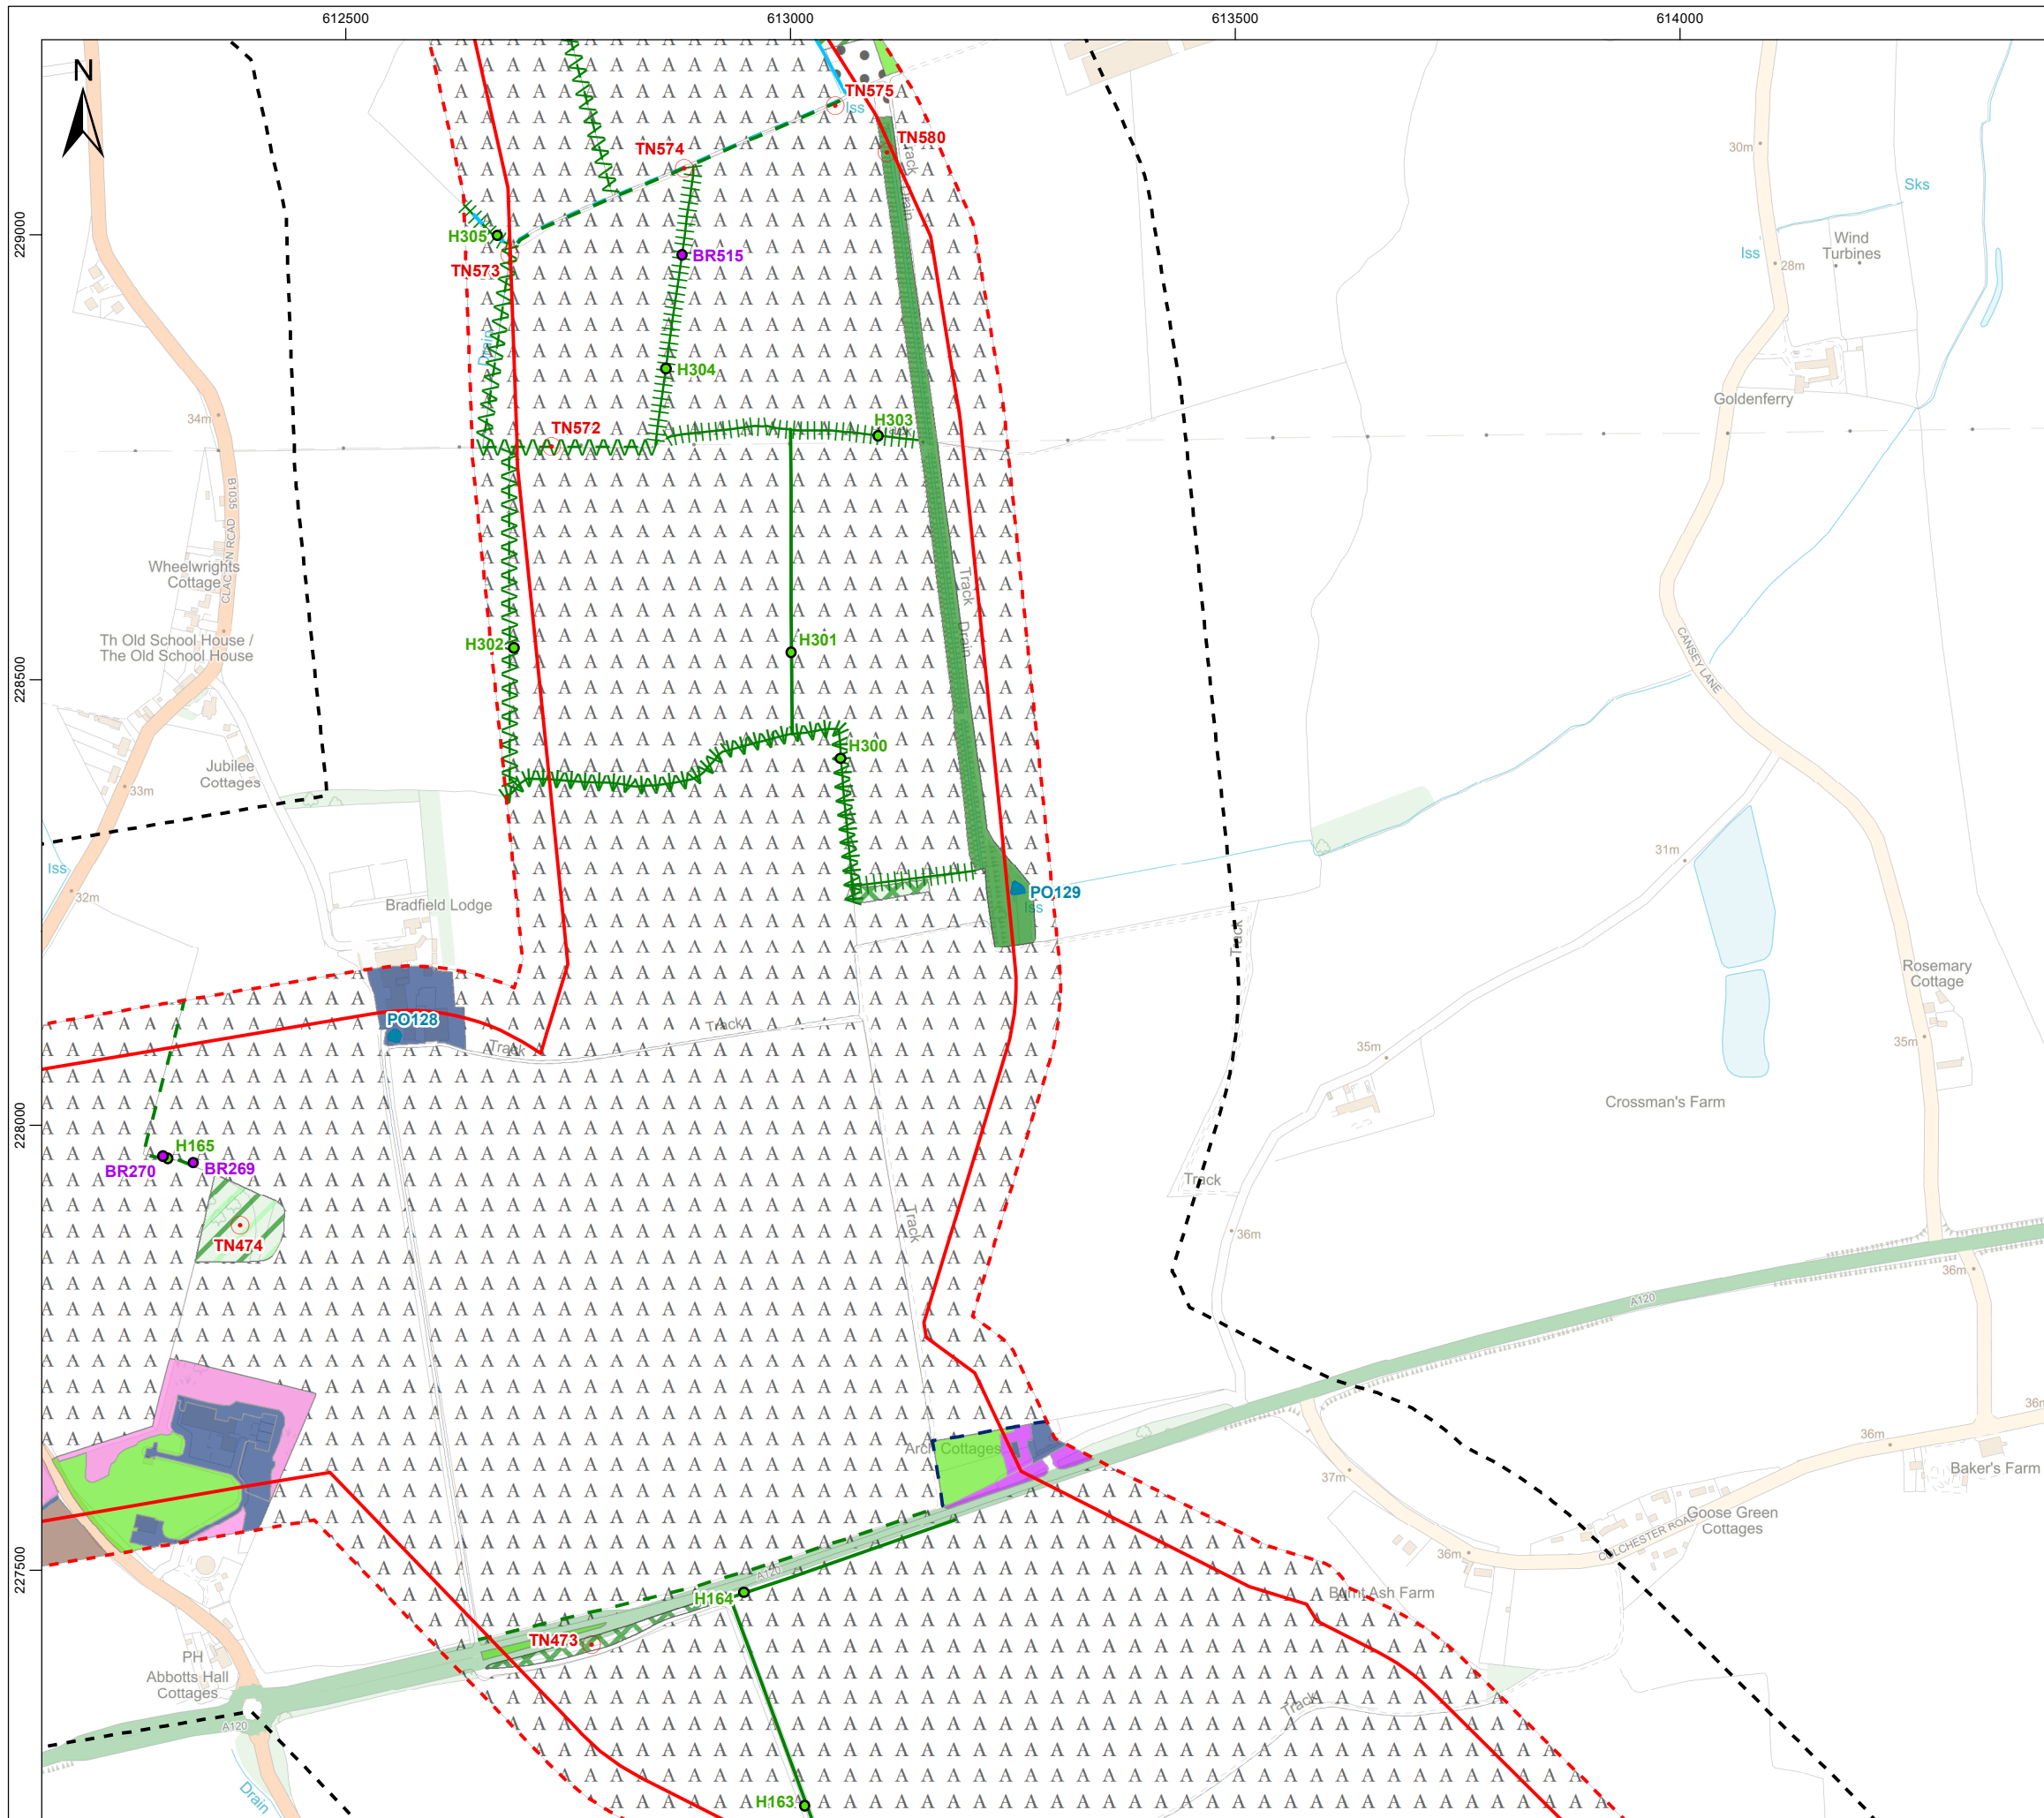 612500
613000
613500
614000
N
TN575
Iss
TN574
TN580
Track
Drain
30m
Sks
229000
H305
TN573
BR515
Iss
Wind
Turbines
28m
Drain
H304
Goldenferry
34m
TN572
H303
B1035
Wheelwrights
Cottage
Track
CANSEY LANE
Th Old School House /
The Old School House
H302
H301
Drain
228500
Jubilee
Cottages
H300
33m
31m
Iss
32m
Bradfield Lodge
PO129
Iss
Track
Rosemary
Cottage
PO128
Track
Track
35m
35m
Crossman's Farm
228000
H165
BR270
BR269
Track
TN474
Track
36m
36m
A120
36m
Cottages
36m
Baker's Farm
37m
Goose Green
Cottages
COLCHESTER ROAD
36m
227500
A120
H164
Burnt Ash Farm
TN473
PH
Abbotts Hall
Cottages
Track
A120
Drain
H163